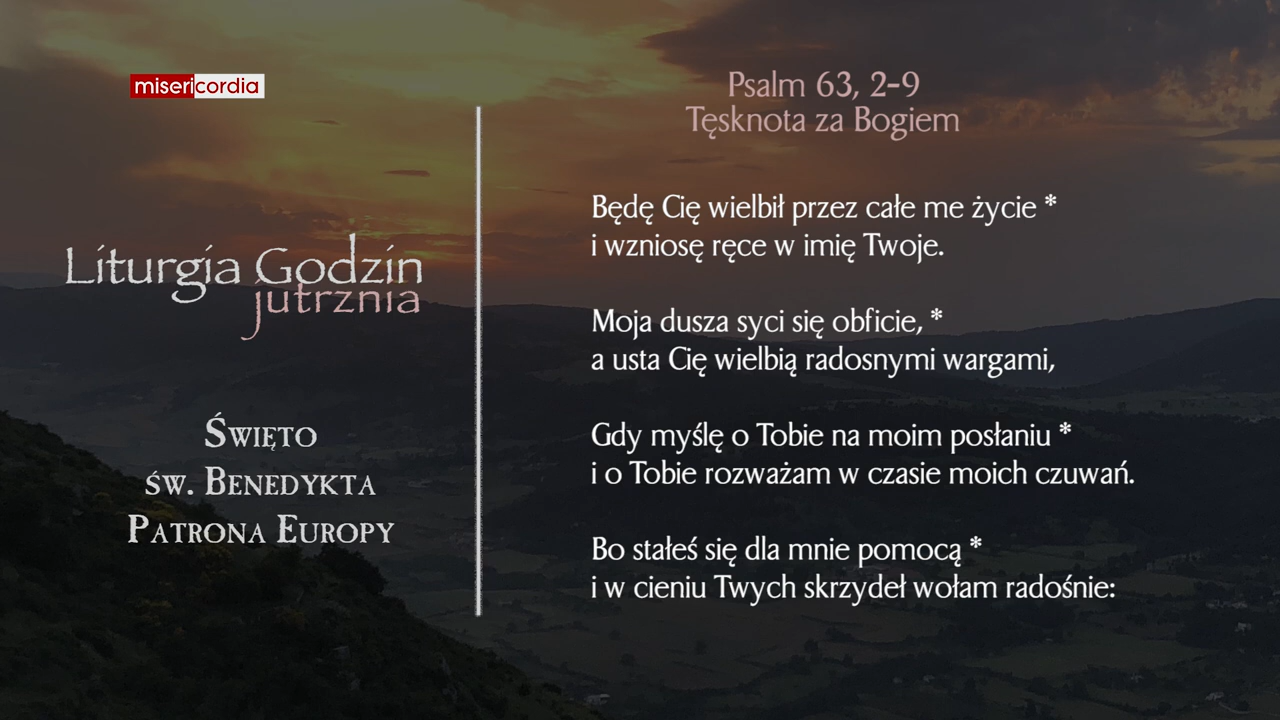 misericordia
Liturgia Godzin
jutrznia
Święto
św. Benedykta
Patrona Europy
Psalm 63, 2-9
Tęsknota za Bogiem
Będę Cię wielbił przez całe me życie *
i wzniosę ręce w imię Twoje.
Moja dusza syci się obficie, *
a usta Cię wielbią radosnymi wargami,
Gdy myślę o Tobie na moim posłaniu *
i o Tobie rozważam w czasie moich czuwań.
Bo stałeś się dla mnie pomocą *
i w cieniu Twych skrzydeł wołam radośnie: